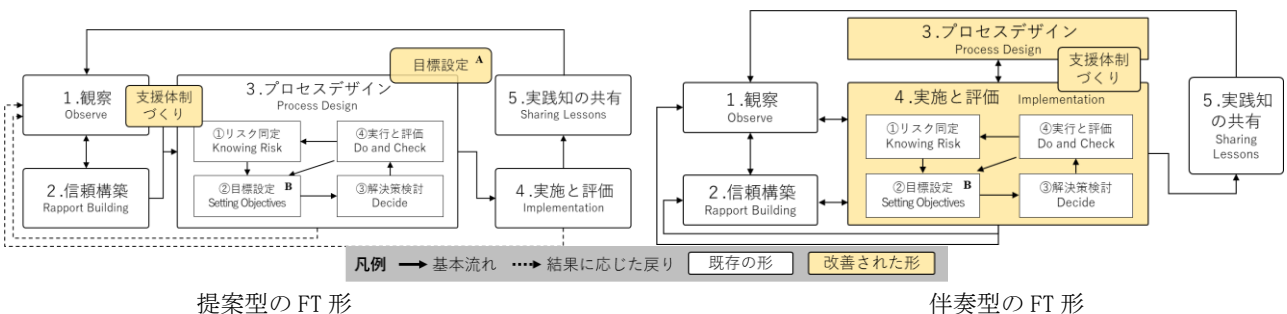 目標設定 A
1.観察
Observe
支援体制
づくり
3.プロセスデザイン
Process Design
①リスク同定
Knowing Risk
④実行と評価
Do and Check
②目標設定 B
Setting Objectives
③解決策検討
Decide
2.信頼構築
Rapport Building
5.実践知の共有
Sharing Lessons
4.実施と評価
Implementation
3.プロセスデザイン
Process Design
支援体制
づくり
1.観察
Observe
4.実施と評価 Implementation
①リスク同定
Knowing Risk
④実行と評価
Do and Check
②目標設定 B
Setting Objectives
③解決策検討
Decide
2.信頼構築
Rapport Building
5.実践知
の共有
Sharing
Lessons
凡例 基本流れ 結果に応じた戻り 既存の形 改善された形
提案型の FT 形
伴奏型の FT 形